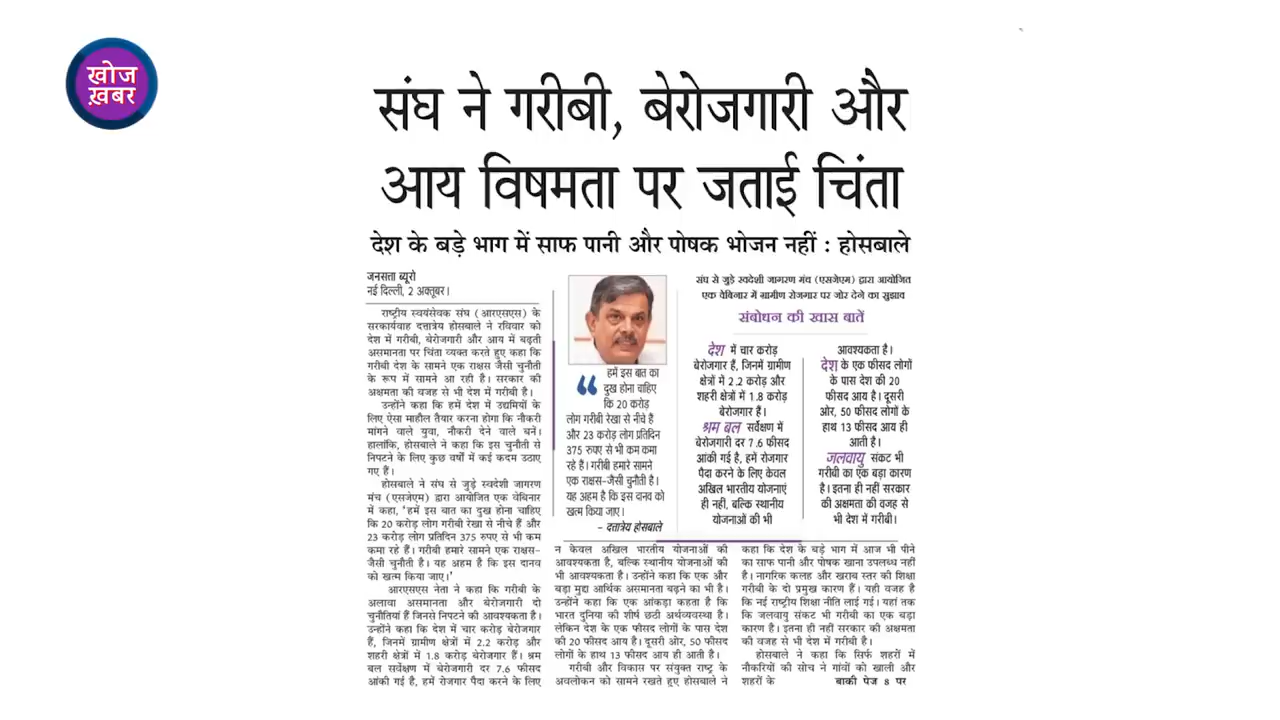 खोज
ख़बर
संघ ने गरीबी, बेरोजगारी और
आय विषमता पर जताई चिंता
देश के बड़े भाग में साफ पानी और पोषक भोजन नहीं : होसबाले
जनसत्ता ब्यूरो
नई दिल्ली, 2 अक्तूबर।
राष्ट्रीय स्वयंसेवक संघ (आरएसएस) के
सरकार्यवाह दत्तात्रेय होसबाले ने रविवार को
देश में गरीबी, बेरोजगारी और आय में बढ़ती
असमानता पर चिंता व्यक्त करते हुए कहा कि
गरीबी देश के सामने एक राक्षस जैसी चुनौती
के रूप में सामने आ रही है। सरकार की
अक्षमता की वजह से भी देश में गरीबी है।
उन्होंने कहा कि हमें देश में उद्यमियों के
लिए ऐसा माहौल तैयार करना होगा कि नौकरी
मांगने वाले युवा, नौकरी देने वाले बनें।
हालांकि, होसबाले ने कहा कि इस चुनौती से
निपटने के लिए कुछ वर्षों में कई कदम उठाए
गए हैं।
होसबाले ने संघ से जुड़े स्वदेशी जागरण
मंच (एसजेएम) द्वारा आयोजित एक वेबिनार
में कहा, 'हमें इस बात का दुख होना चाहिए
कि 20 करोड़ लोग गरीबी रेखा से नीचे हैं और
23 करोड़ लोग प्रतिदिन 375 रुपए से भी कम
कमा रहे हैं। गरीबी हमारे सामने एक राक्षस-
जैसी चुनौती है। यह अहम है कि इस दानव
को खत्म किया जाए।'
आरएसएस नेता ने कहा कि गरीबी के
अलावा असमानता और बेरोजगारी दो
चुनौतियां हैं जिनसे निपटने की आवश्यकता है।
उन्होंने कहा कि देश में चार करोड़ बेरोजगार
हैं, जिनमें ग्रामीण क्षेत्रों में 2.2 करोड़ और
शहरी क्षेत्रों में 1.8 करोड़ बेरोजगार हैं। श्रम
बल सर्वेक्षण में बेरोजगारी दर 7.6 फीसद
आंकी गई है, हमें रोजगार पैदा करने के लिए
“ हमें इस बात का
दुख होना चाहिए
कि 20 करोड़
लोग गरीबी रेखा से नीचे हैं
और 23 करोड़ लोग प्रतिदिन
375 रुपए से भी कम कमा
रहे हैं। गरीबी हमारे सामने
एक राक्षस-जैसी चुनौती है।
यह अहम है कि इस दानव को
खत्म किया जाए।
– दत्तात्रेय होसबाले
संघ से जुड़े स्वदेशी जागरण मंच (एसजेएम) द्वारा आयोजित
एक वेबिनार में ग्रामीण रोजगार पर जोर देने का सुझाव
संबोधन की खास बातें
देश में चार करोड़
बेरोजगार हैं, जिनमें ग्रामीण
क्षेत्रों में 2.2 करोड़ और
शहरी क्षेत्रों में 1.8 करोड़
बेरोजगार हैं।
श्रम बल सर्वेक्षण में
बेरोजगारी दर 7.6 फीसद
आंकी गई है, हमें रोजगार
पैदा करने के लिए केवल
अखिल भारतीय योजनाएं
ही नहीं, बल्कि स्थानीय
योजनाओं की भी
आवश्यकता है।
देश के एक फीसद लोगों
के पास देश की 20
फीसद आय है। दूसरी
ओर, 50 फीसद लोगों के
हाथ 13 फीसद आय ही
आती है।
जलवायु संकट भी
गरीबी का एक बड़ा कारण
है। इतना ही नहीं सरकार
की अक्षमता की वजह से
भी देश में गरीबी।
न केवल अखिल भारतीय योजनाओं की
आवश्यकता है, बल्कि स्थानीय योजनाओं की
भी आवश्यकता है। उन्होंने कहा कि एक और
बड़ा मुद्दा आर्थिक असमानता बढ़ने का भी है।
उन्होंने कहा कि एक आंकड़ा कहता है कि
भारत दुनिया की शीर्ष छठी अर्थव्यवस्था है।
लेकिन देश के एक फीसद लोगों के पास देश
की 20 फीसद आय है। दूसरी ओर, 50 फीसद
लोगों के हाथ 13 फीसद आय ही आती है।
गरीबी और विकास पर संयुक्त राष्ट्र के
अवलोकन को सामने रखते हुए होसबाले ने
कहा कि देश के बड़े भाग में आज भी पीने
का साफ पानी और पोषक खाना उपलब्ध नहीं
है। नागरिक कलह और खराब स्तर की शिक्षा
गरीबी के दो प्रमुख कारण हैं। यही वजह है
कि नई राष्ट्रीय शिक्षा नीति लाई गई। यहां तक
कि जलवायु संकट भी गरीबी का एक बड़ा
कारण है। इतना ही नहीं सरकार की अक्षमता
की वजह से भी देश में गरीबी है।
होसबाले ने कहा कि सिर्फ शहरों में
नौकरियों की सोच ने गांवों को खाली और
शहरों के बाकी पेज 8 पर